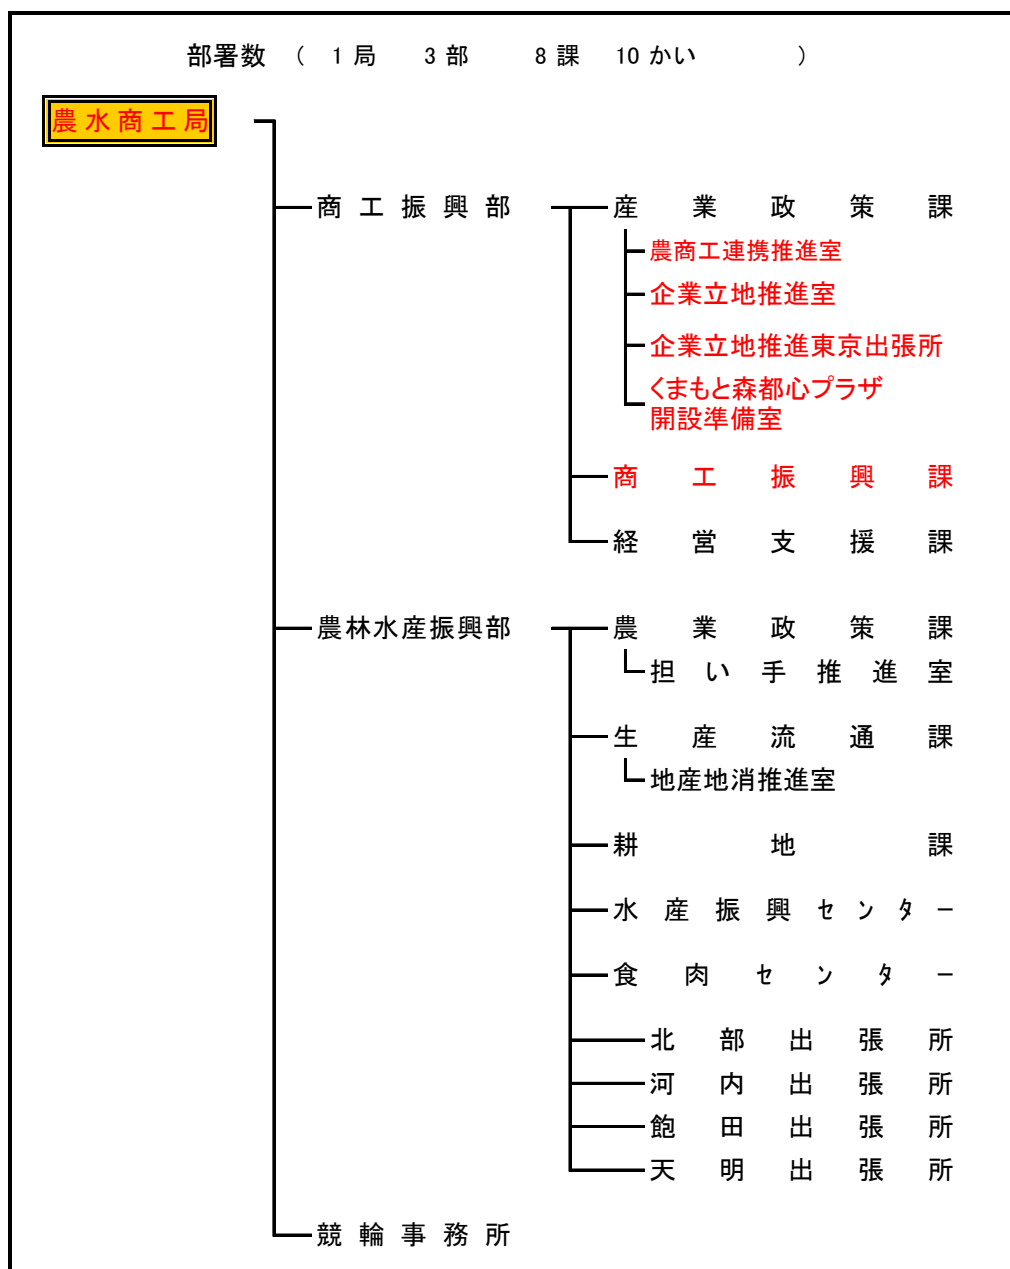 部署数 ( 1 局 3 部 8 課 10 かい )
農水商工局
商工振興部 産業政策課
農商工連携推進室
企業立地推進室
企業立地推進東京出張所
くまもと森都心プラザ
開設準備室
商工振興課
経営支援課
農林水産振興部 農業政策課
担い手推進室
生産流通課
地産地消推進室
耕地課
水産振興センター
食肉センター
北部出張所
河内出張所
飽田出張所
天明出張所
競輪事務所